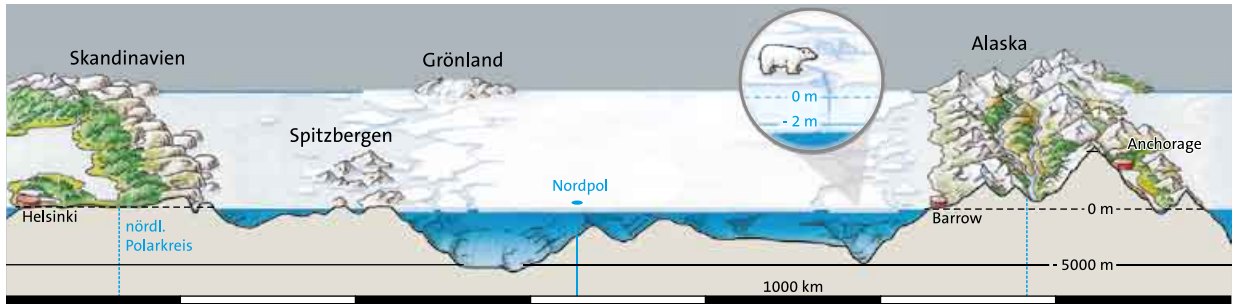 Skandinavien
Grönland
Alaska
0 m
- 2 m
Spitzbergen
Anchorage
Nordpol
Helsinki
Barrow
0 m
nördl.
Polarkreis
- 5000 m
1000 km